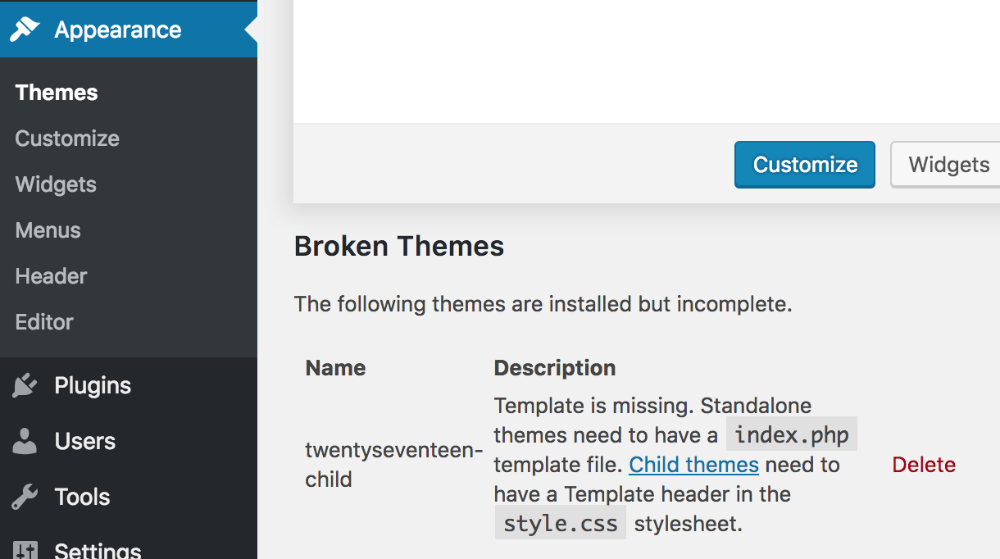 Appearance
Themes
Customize
Widgets
Menus
Header
Editor
Plugins
Users
Tools
Settings
Customize
Widgets
Broken Themes
The following themes are installed but incomplete.
Name
Description
twentyseventeen-
child
Template is missing. Standalone
themes need to have a index.php
template file. Child themes need to
have a Template header in the
style.css stylesheet.
Delete